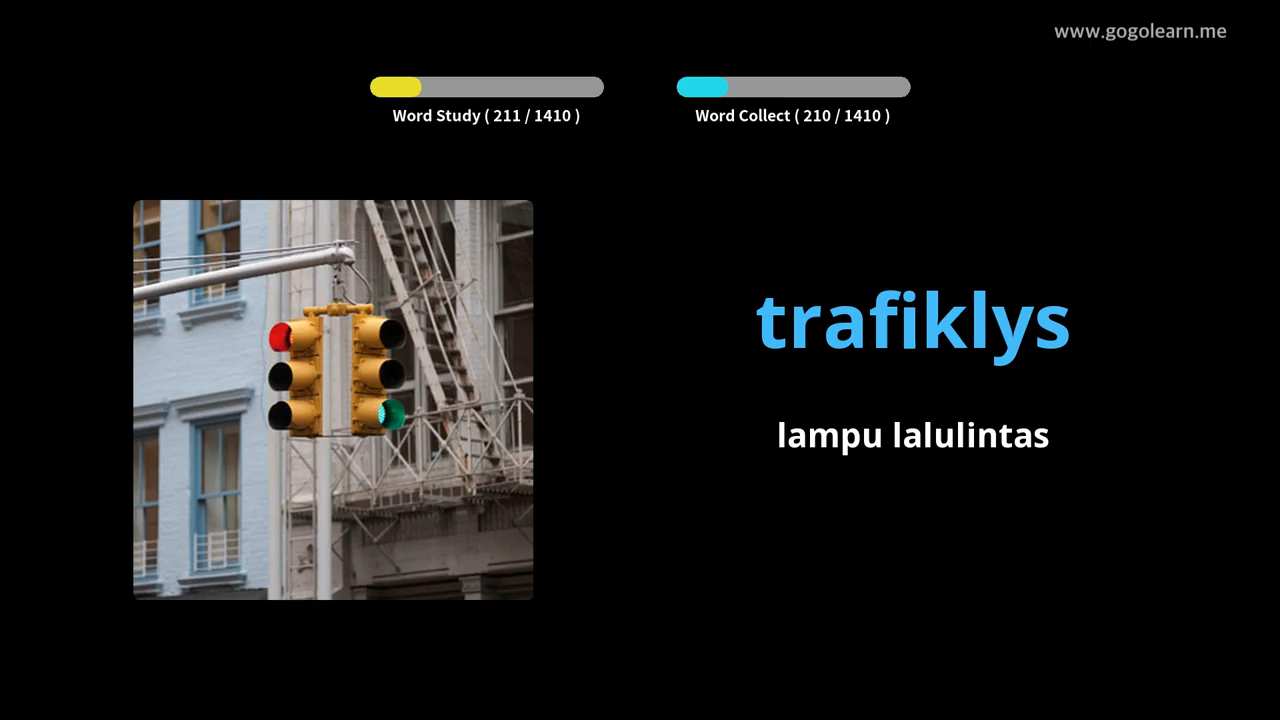 www.gogolearn.me
Word Study ( 211 / 1410 )
Word Collect ( 210 / 1410 )
trafiklys
lampu lalulintas